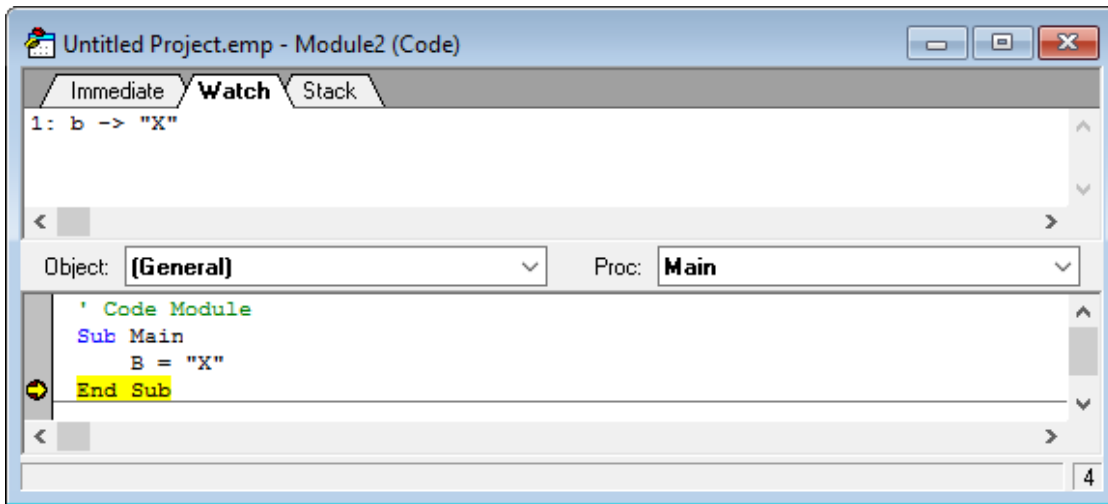 Untitled Project.emp - Module2 (Code)
Immediate Watch Stack
1: b -> "X"
Object: (General) Proc: Main
' Code Module
Sub Main
B = "X"
End Sub
4